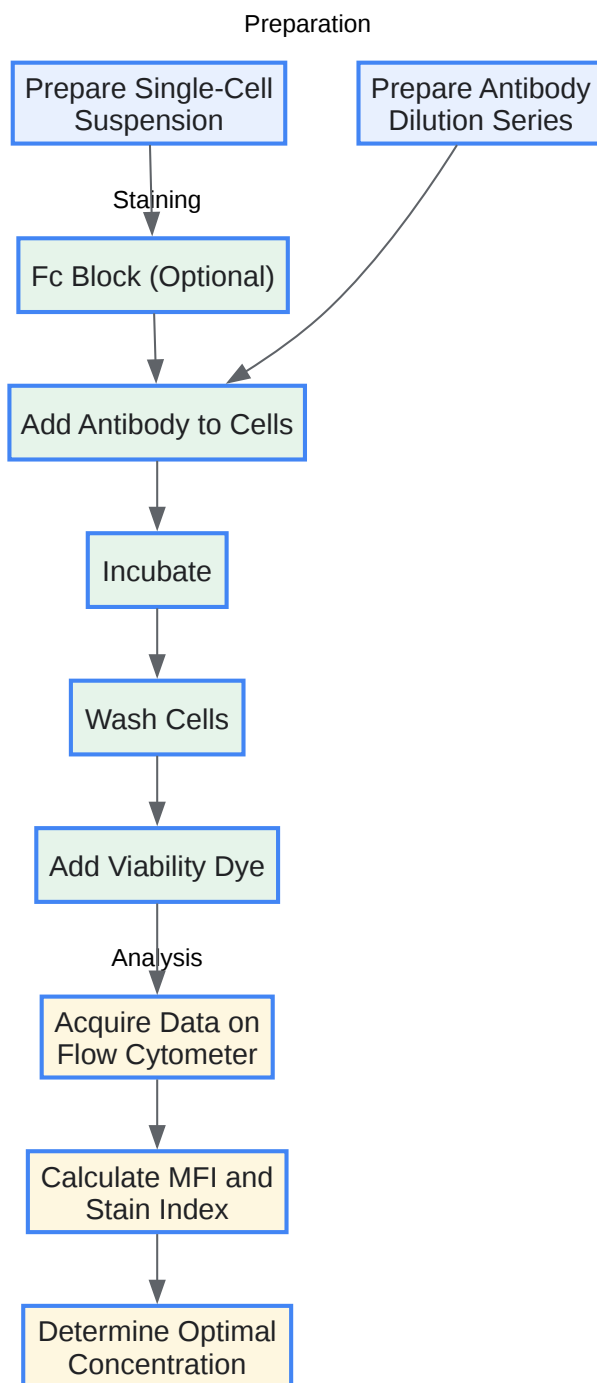 Preparation
Prepare Single-Cell
Suspension
Prepare Antibody
Dilution Series
Staining
Fc Block (Optional)
Add Antibody to Cells
Incubate
Wash Cells
Add Viability Dye
Analysis
Acquire Data on
Flow Cytometer
Calculate MFI and
Stain Index
Determine Optimal
Concentration